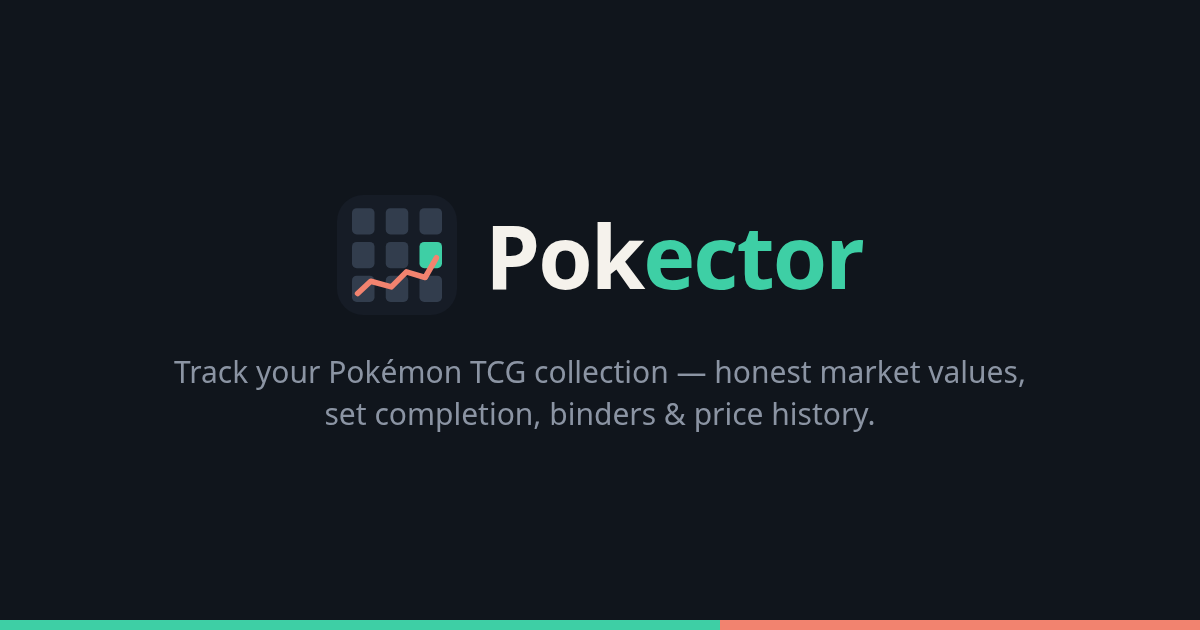 Pokector
Track your Pokémon TCG collection — honest market values,
set completion, binders & price history.